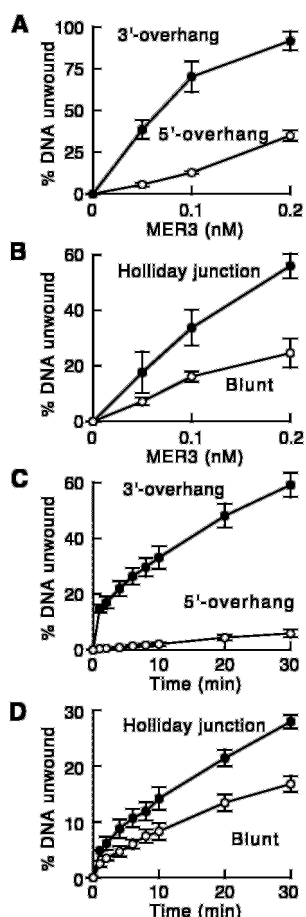 A
100
3'-overhang
75
50
5'-overhang
25
0
% DNA unwound
0 0.1 0.2
MER3 (nM)
B
60
Holliday junction
40
20
Blunt
0
% DNA unwound
0 0.1 0.2
MER3 (nM)
C
60
3'-overhang
40
20
5'-overhang
0
% DNA unwound
0 10 20 30
Time (min)
D
30
Holliday junction
20
10
Blunt
0
% DNA unwound
0 10 20 30
Time (min)